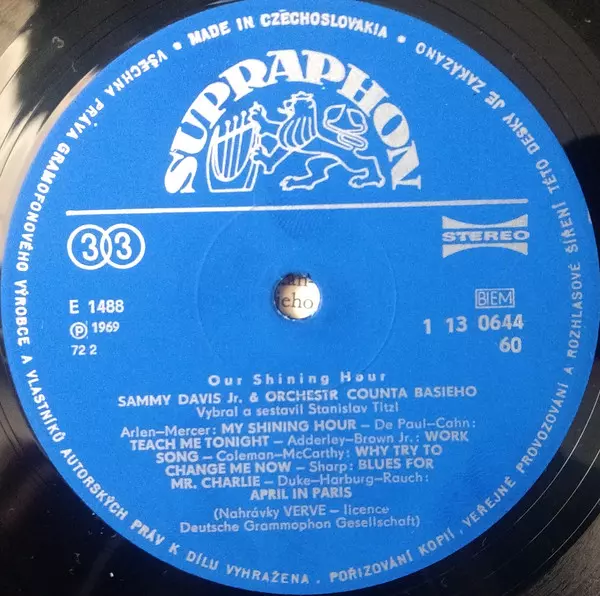 • MADE IN CZECHOSLOVAKIA •
VŠECHNA PRÁVA GRAMOFONOVÉHO VÝROBCE A VLASTNÍKŮ AUTORSKÝCH PRÁV K DÍLU VYHRAŽENA. POŘIZOVÁNÍ KOPIÍ, VEŘEJNÉ PROVOZOVÁNÍ A ROZHLASOVÉ ŠÍŘENÍ TÉTO DESKY JE ZAKÁZÁNO
SUPRAPHON
33
STEREO
E 1488
BIEM
℗ 1969
1 13 0644
72 2
60
jeho
Our Shining Hour
SAMMY DAVIS Jr. & ORCHESTR COUNTA BASIEHO
Vybral a sestavil Stanislav Titzl
Arlen-Mercer: MY SHINING HOUR – De Paul-Cahn:
TEACH ME TONIGHT – Adderley-Brown Jr.: WORK
SONG – Coleman-McCarthy: WHY TRY TO
CHANGE ME NOW – Sharp: BLUES FOR
MR. CHARLIE – Duke-Harburg-Rauch:
APRIL IN PARIS
(Nahrávky VERVE – licence
Deutsche Grammophon Gesellschaft)